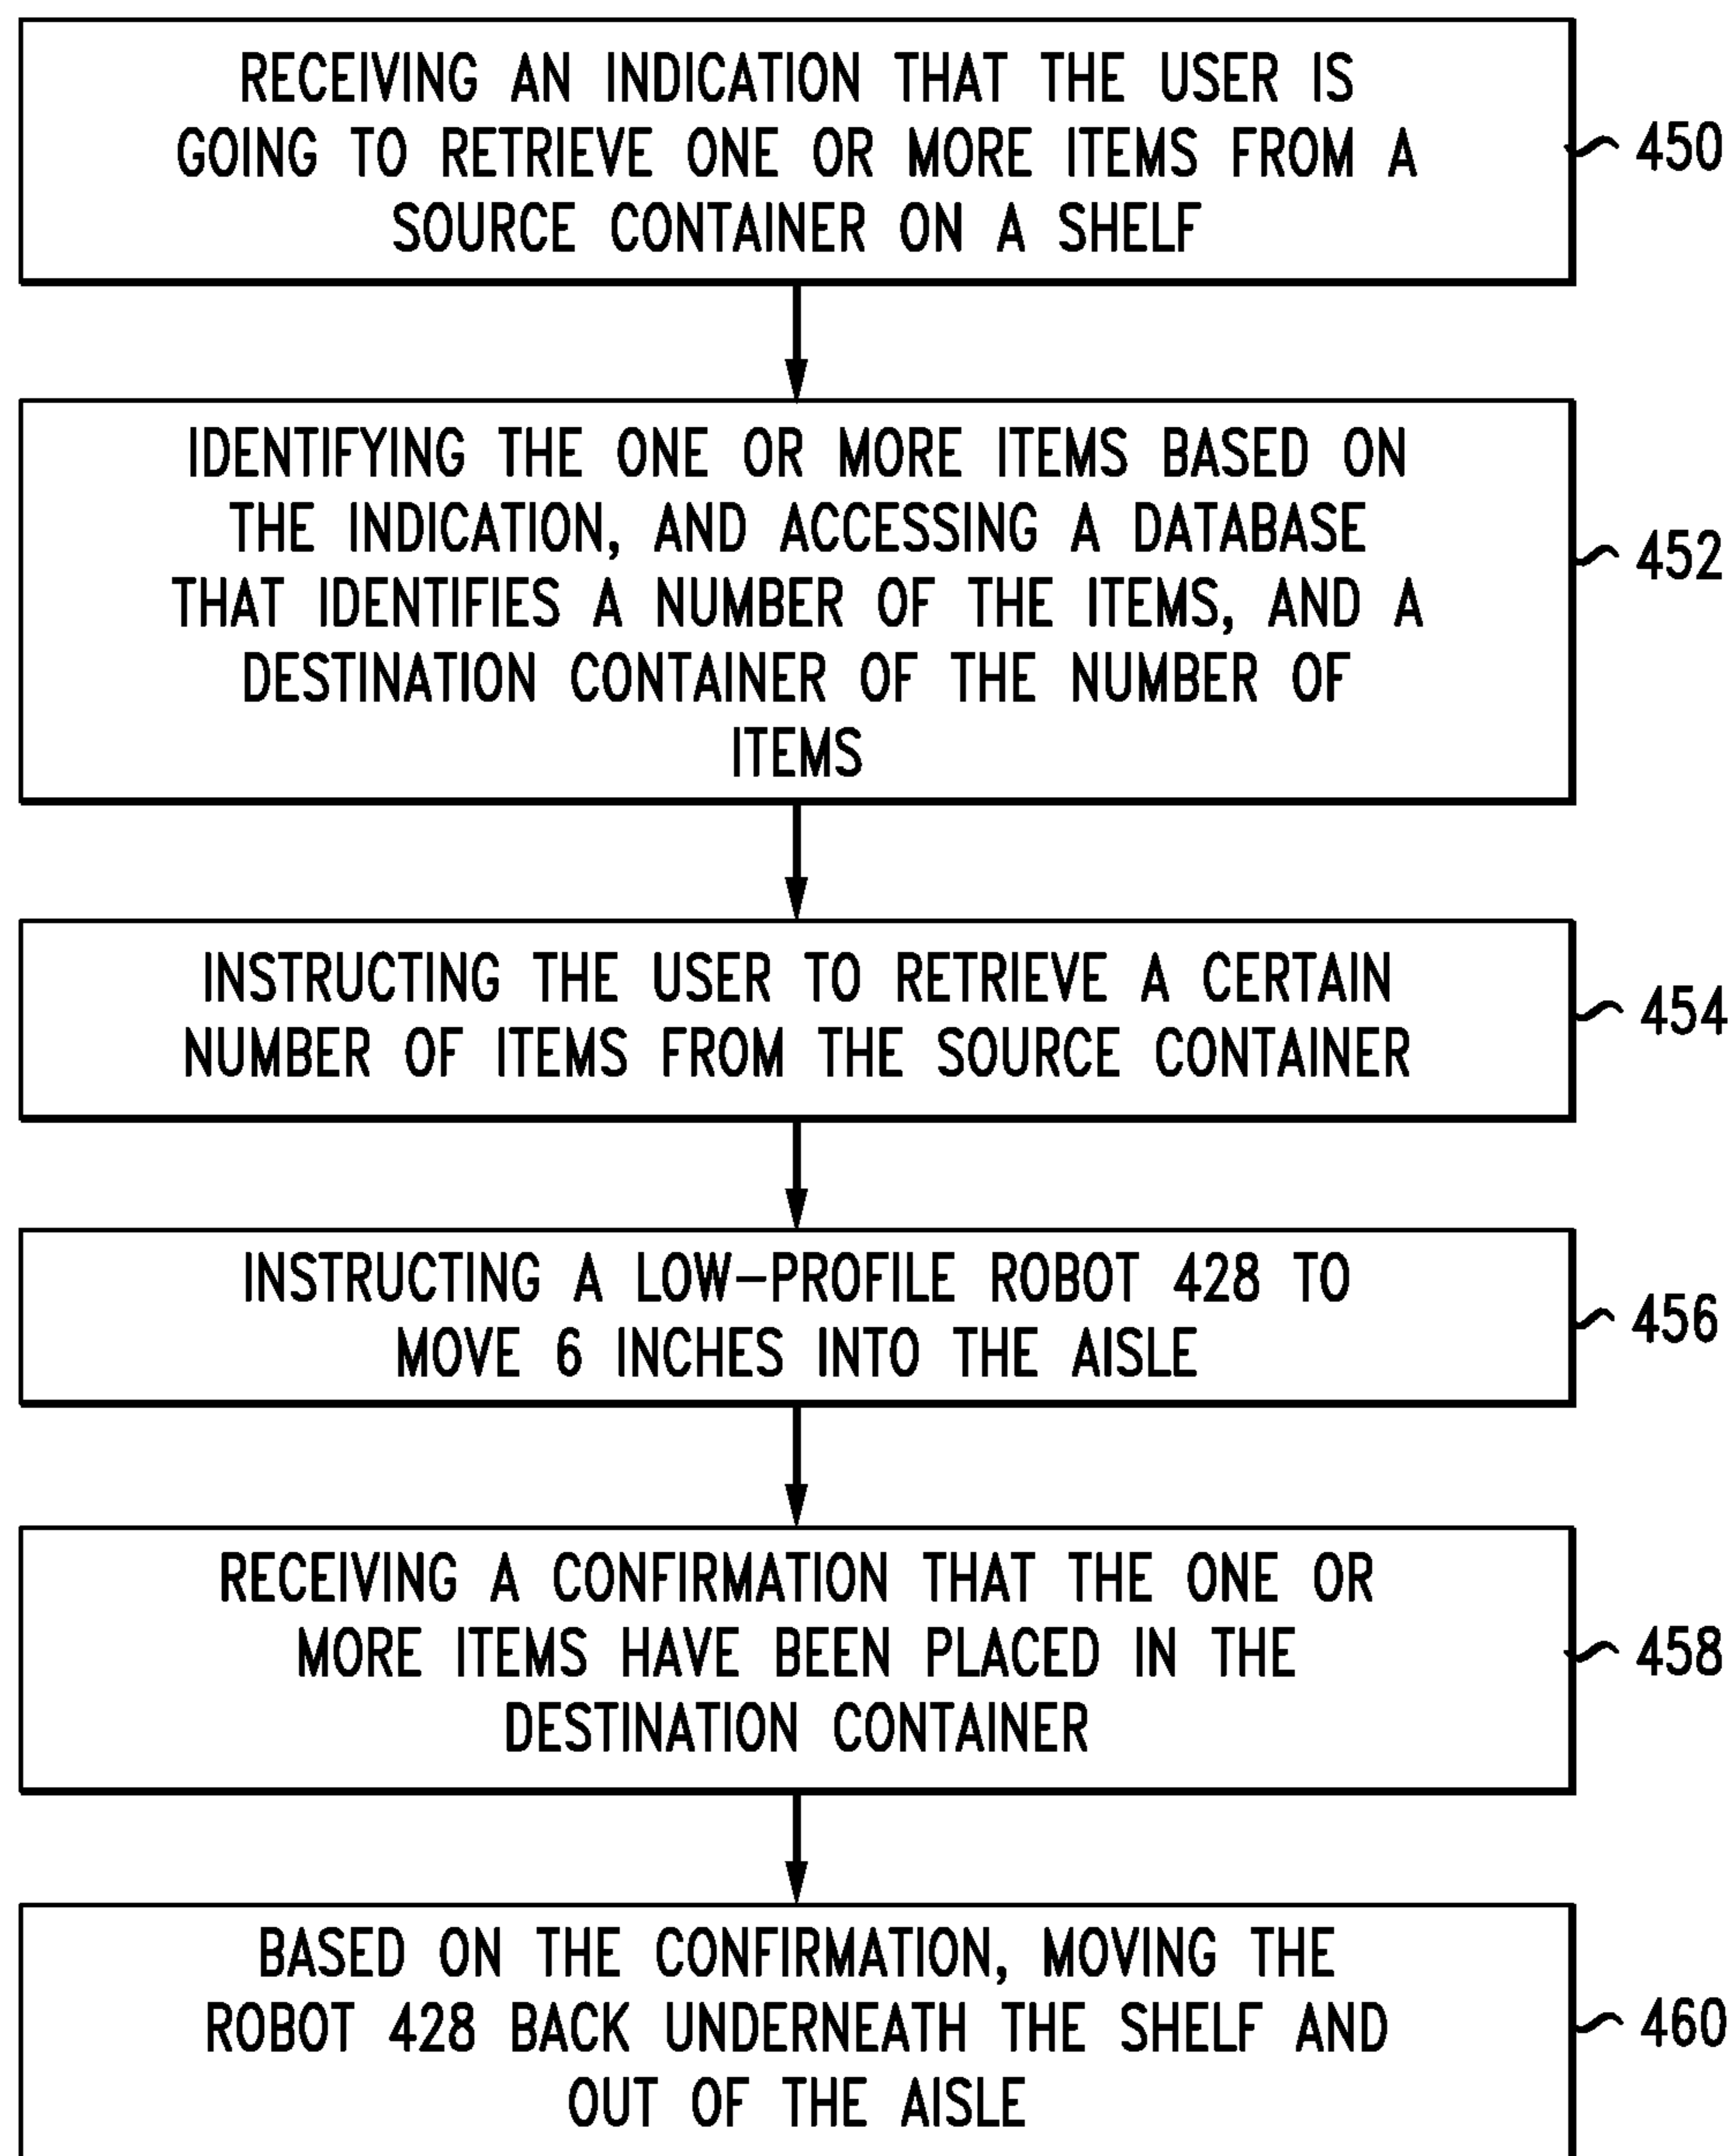 RECEIVING AN INDICATION THAT THE USER IS
GOING TO RETRIEVE ONE OR MORE ITEMS FROM A
SOURCE CONTAINER ON A SHELF
450
IDENTIFYING THE ONE OR MORE ITEMS BASED ON
THE INDICATION, AND ACCESSING A DATABASE
THAT IDENTIFIES A NUMBER OF THE ITEMS, AND A
DESTINATION CONTAINER OF THE NUMBER OF
ITEMS
452
INSTRUCTING THE USER TO RETRIEVE A CERTAIN
NUMBER OF ITEMS FROM THE SOURCE CONTAINER
454
INSTRUCTING A LOW-PROFILE ROBOT 428 TO
MOVE 6 INCHES INTO THE AISLE
456
RECEIVING A CONFIRMATION THAT THE ONE OR
MORE ITEMS HAVE BEEN PLACED IN THE
DESTINATION CONTAINER
458
BASED ON THE CONFIRMATION, MOVING THE
ROBOT 428 BACK UNDERNEATH THE SHELF AND
OUT OF THE AISLE
460